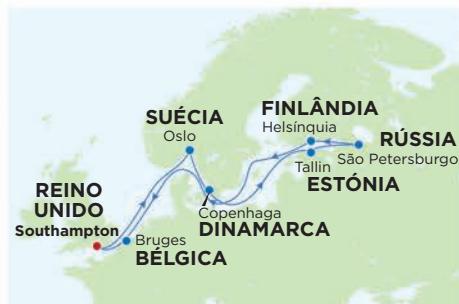 SUÉCIA
Oslo
FINLÂNDIA
Helsínquia
RÚSSIA
São Petersburgo
Tallin
ESTÓNIA
REINO
UNIDO
Southampton
Copenhaga
DINAMARCA
Bruges
BÉLGICA